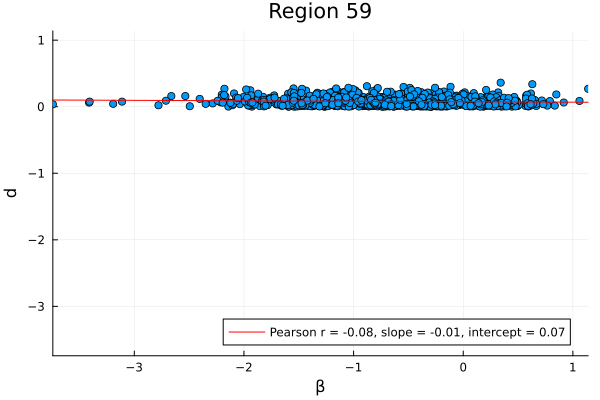 Region 59
1
0
−1
−2
−3
d
Pearson r = -0.08, slope = -0.01, intercept = 0.07
−3 −2 −1 0 1
β